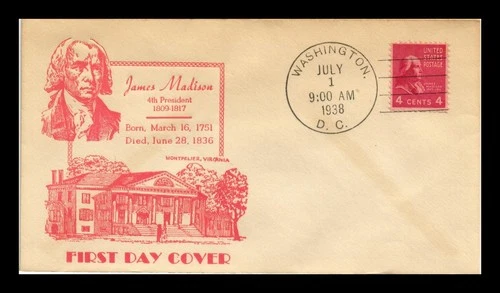 James Madison
4th President
1809-1817
Born, March 16, 1751
Died, June 28, 1836
MONTPELIER, VIRGINIA
FIRST DAY COVER
WASHINGTON,
JULY
1
9:00 AM
1938
D. C.
UNITED
STATES
POSTAGE
4 CENTS 4